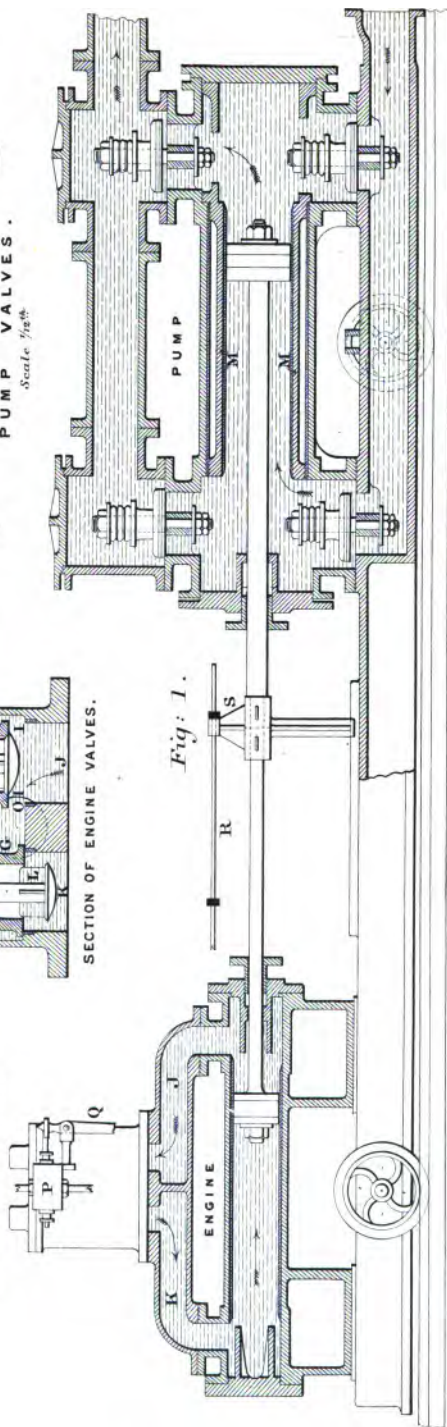 PUMP VALVES.
Scale 1/12th
G
O
I
L
J
K
SECTION OF ENGINE VALVES.
Fig: 1.
P
Q
K
J
ENGINE
R
S
PUMP
M
M